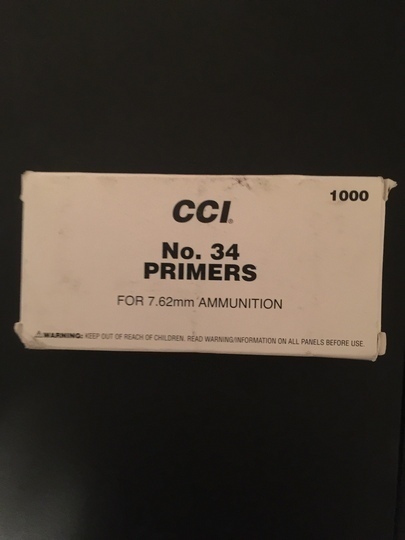 1000
CCI®
No. 34
PRIMERS
FOR 7.62mm AMMUNITION
⚠WARNING: KEEP OUT OF REACH OF CHILDREN. READ WARNING/INFORMATION ON ALL PANELS BEFORE USE.